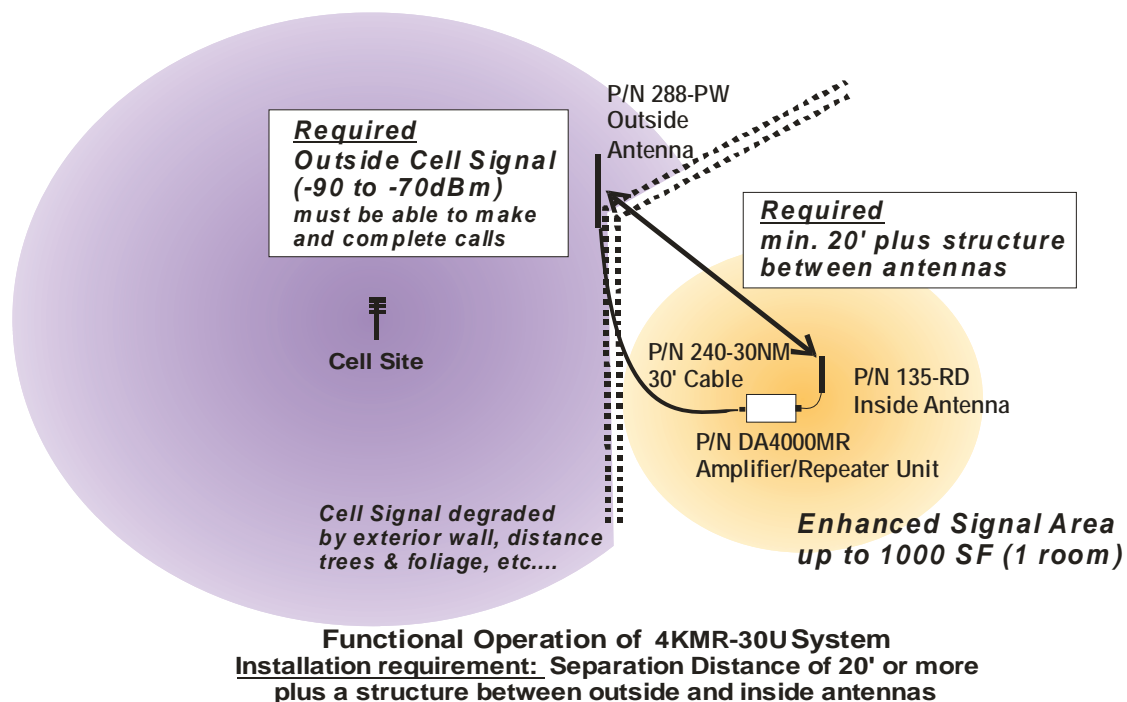 P/N 288-PW
Outside
Antenna
Required
Outside Cell Signal
(-90 to -70dBm)
must be able to make
and complete calls
Required
min. 20' plus structure
between antennas
Cell Site
P/N 240-30NM
30' Cable
P/N 135-RD
Inside Antenna
P/N DA4000MR
Amplifier/Repeater Unit
Cell Signal degraded
by exterior wall, distance
trees & foliage, etc....
Enhanced Signal Area
up to 1000 SF (1 room)
Functional Operation of 4KMR-30U System
Installation requirement: Separation Distance of 20' or more
plus a structure between outside and inside antennas